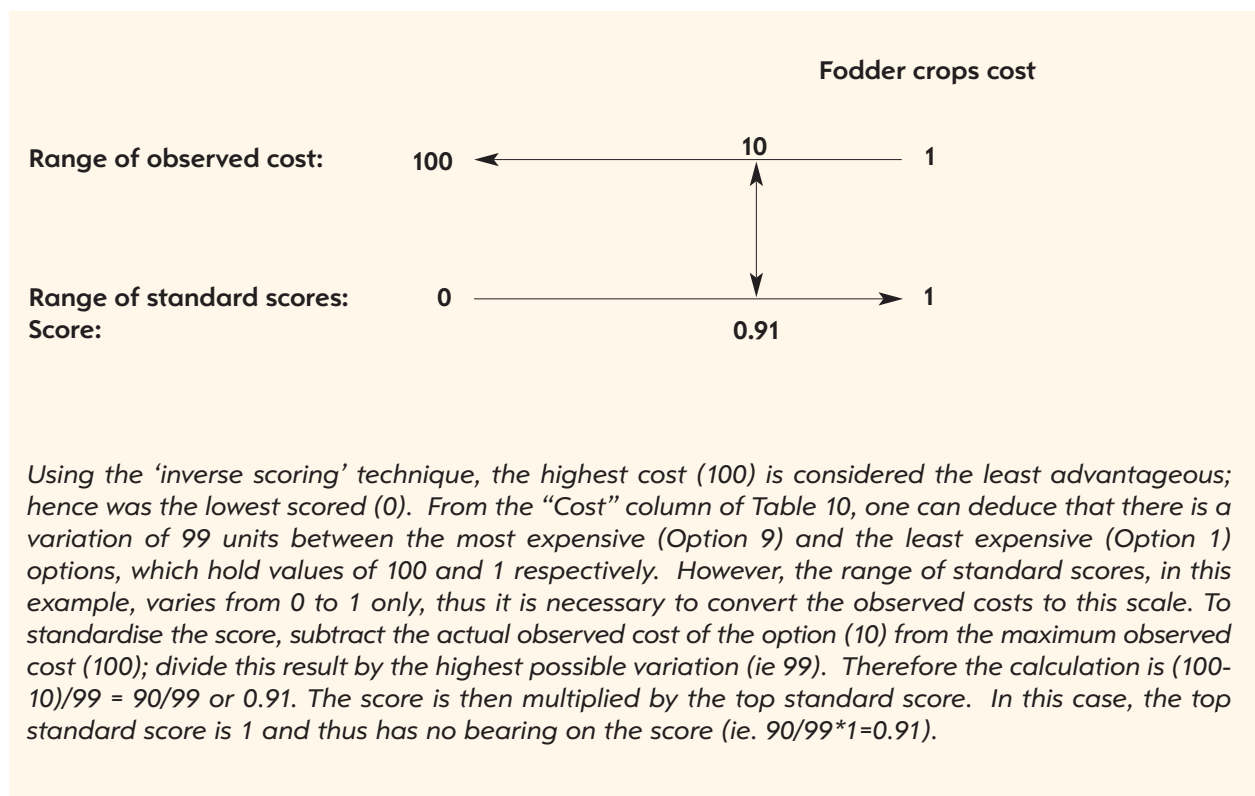 Fodder crops cost
Range of observed cost: 100 10 1
Range of standard scores: 0 1
Score: 0.91
Using the ‘inverse scoring’ technique, the highest cost (100) is considered the least advantageous;
hence was the lowest scored (0). From the “Cost” column of Table 10, one can deduce that there is a
variation of 99 units between the most expensive (Option 9) and the least expensive (Option 1)
options, which hold values of 100 and 1 respectively. However, the range of standard scores, in this
example, varies from 0 to 1 only, thus it is necessary to convert the observed costs to this scale. To
standardise the score, subtract the actual observed cost of the option (10) from the maximum observed
cost (100); divide this result by the highest possible variation (ie 99). Therefore the calculation is (100-
10)/99 = 90/99 or 0.91. The score is then multiplied by the top standard score. In this case, the top
standard score is 1 and thus has no bearing on the score (ie. 90/99*1=0.91).